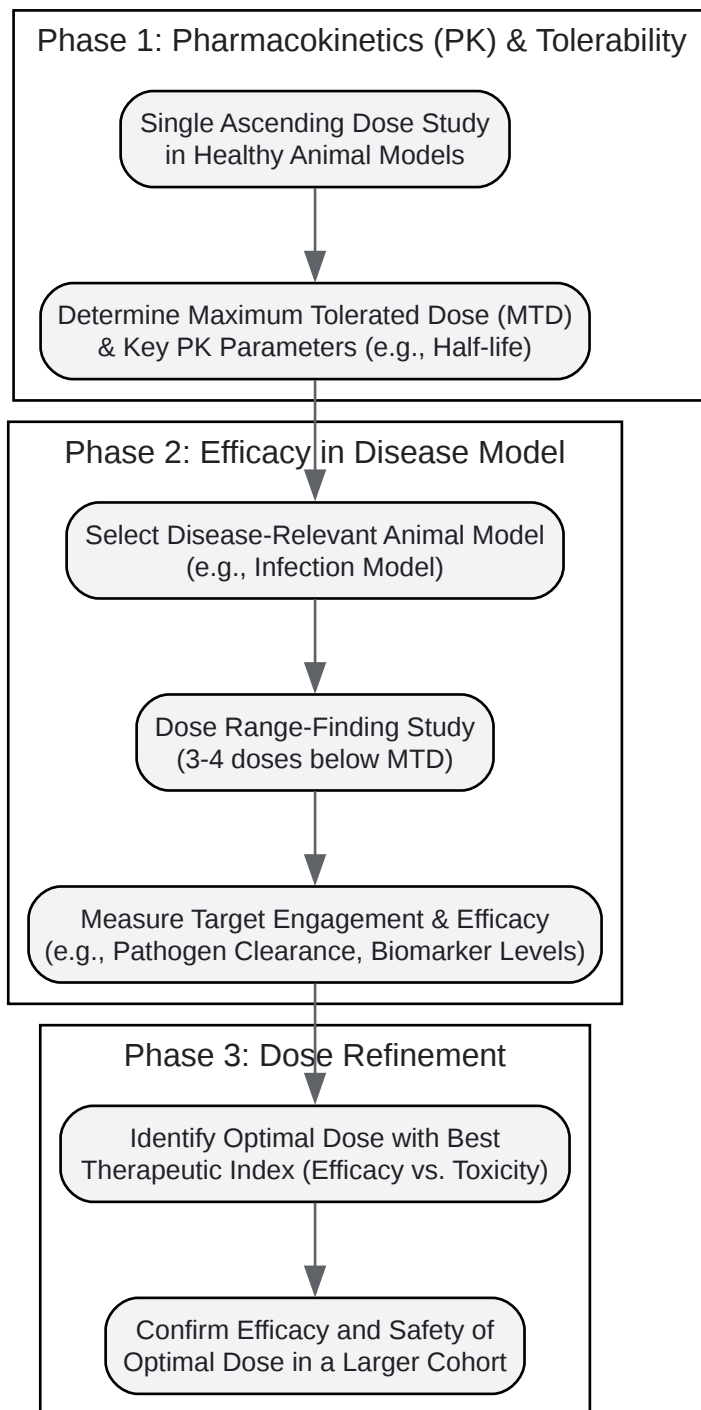 Phase 1: Pharmacokinetics (PK) & Tolerability
Single Ascending Dose Study
in Healthy Animal Models
Determine Maximum Tolerated Dose (MTD)
& Key PK Parameters (e.g., Half-life)
Phase 2: Efficacy in Disease Model
Select Disease-Relevant Animal Model
(e.g., Infection Model)
Dose Range-Finding Study
(3-4 doses below MTD)
Measure Target Engagement & Efficacy
(e.g., Pathogen Clearance, Biomarker Levels)
Phase 3: Dose Refinement
Identify Optimal Dose with Best
Therapeutic Index (Efficacy vs. Toxicity)
Confirm Efficacy and Safety of
Optimal Dose in a Larger Cohort